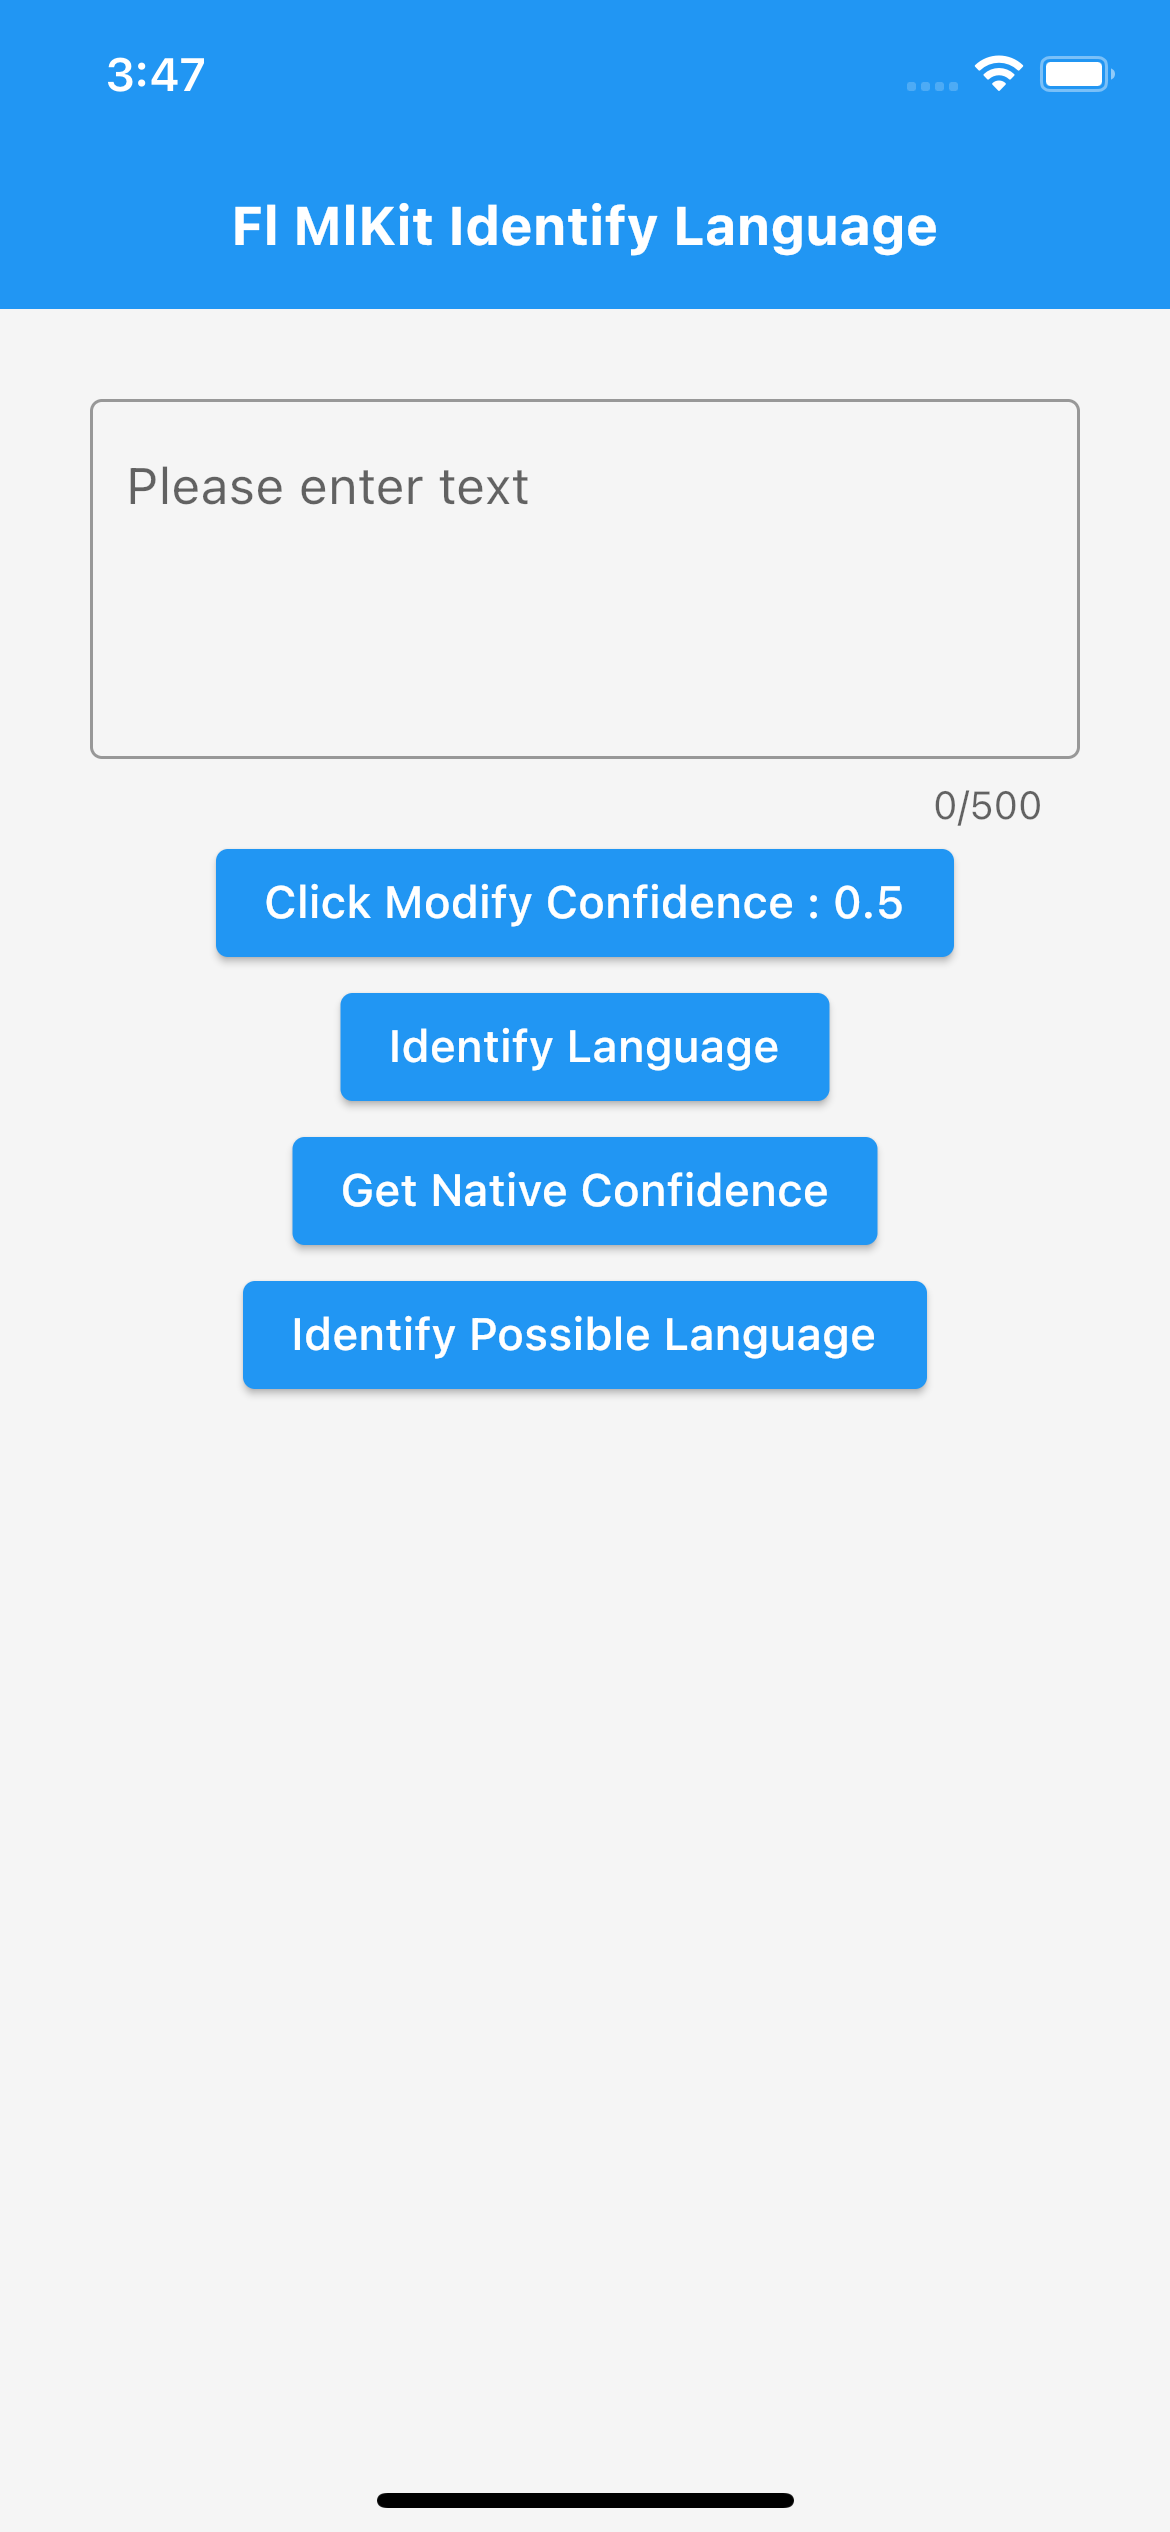 3:47
Fl MlKit Identify Language
Please enter text
0/500
Click Modify Confidence : 0.5
Identify Language
Get Native Confidence
Identify Possible Language